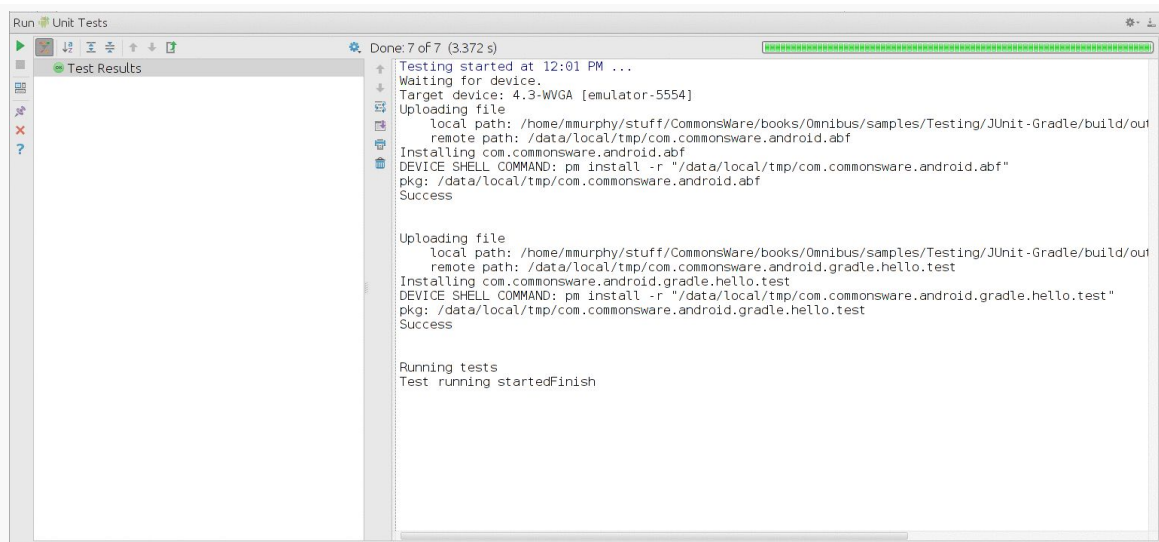 Run Unit Tests
Done: 7 of 7 (3.372 s)
Test Results
Testing started at 12:01 PM ...
Waiting for device.
Target device: 4.3-WVGA [emulator-5554]
Uploading file
local path: /home/mmurphy/stuff/CommonsWare/books/Omnibus/samples/Testing/JUnit-Gradle/build/out
remote path: /data/local/tmp/com.commonsware.android.abf
Installing com.commonsware.android.abf
DEVICE SHELL COMMAND: pm install -r "/data/local/tmp/com.commonsware.android.abf"
pkg: /data/local/tmp/com.commonsware.android.abf
Success
Uploading file
local path: /home/mmurphy/stuff/CommonsWare/books/Omnibus/samples/Testing/JUnit-Gradle/build/out
remote path: /data/local/tmp/com.commonsware.android.gradle.hello.test
Installing com.commonsware.android.gradle.hello.test
DEVICE SHELL COMMAND: pm install -r "/data/local/tmp/com.commonsware.android.gradle.hello.test"
pkg: /data/local/tmp/com.commonsware.android.gradle.hello.test
Success
Running tests
Test running startedFinish